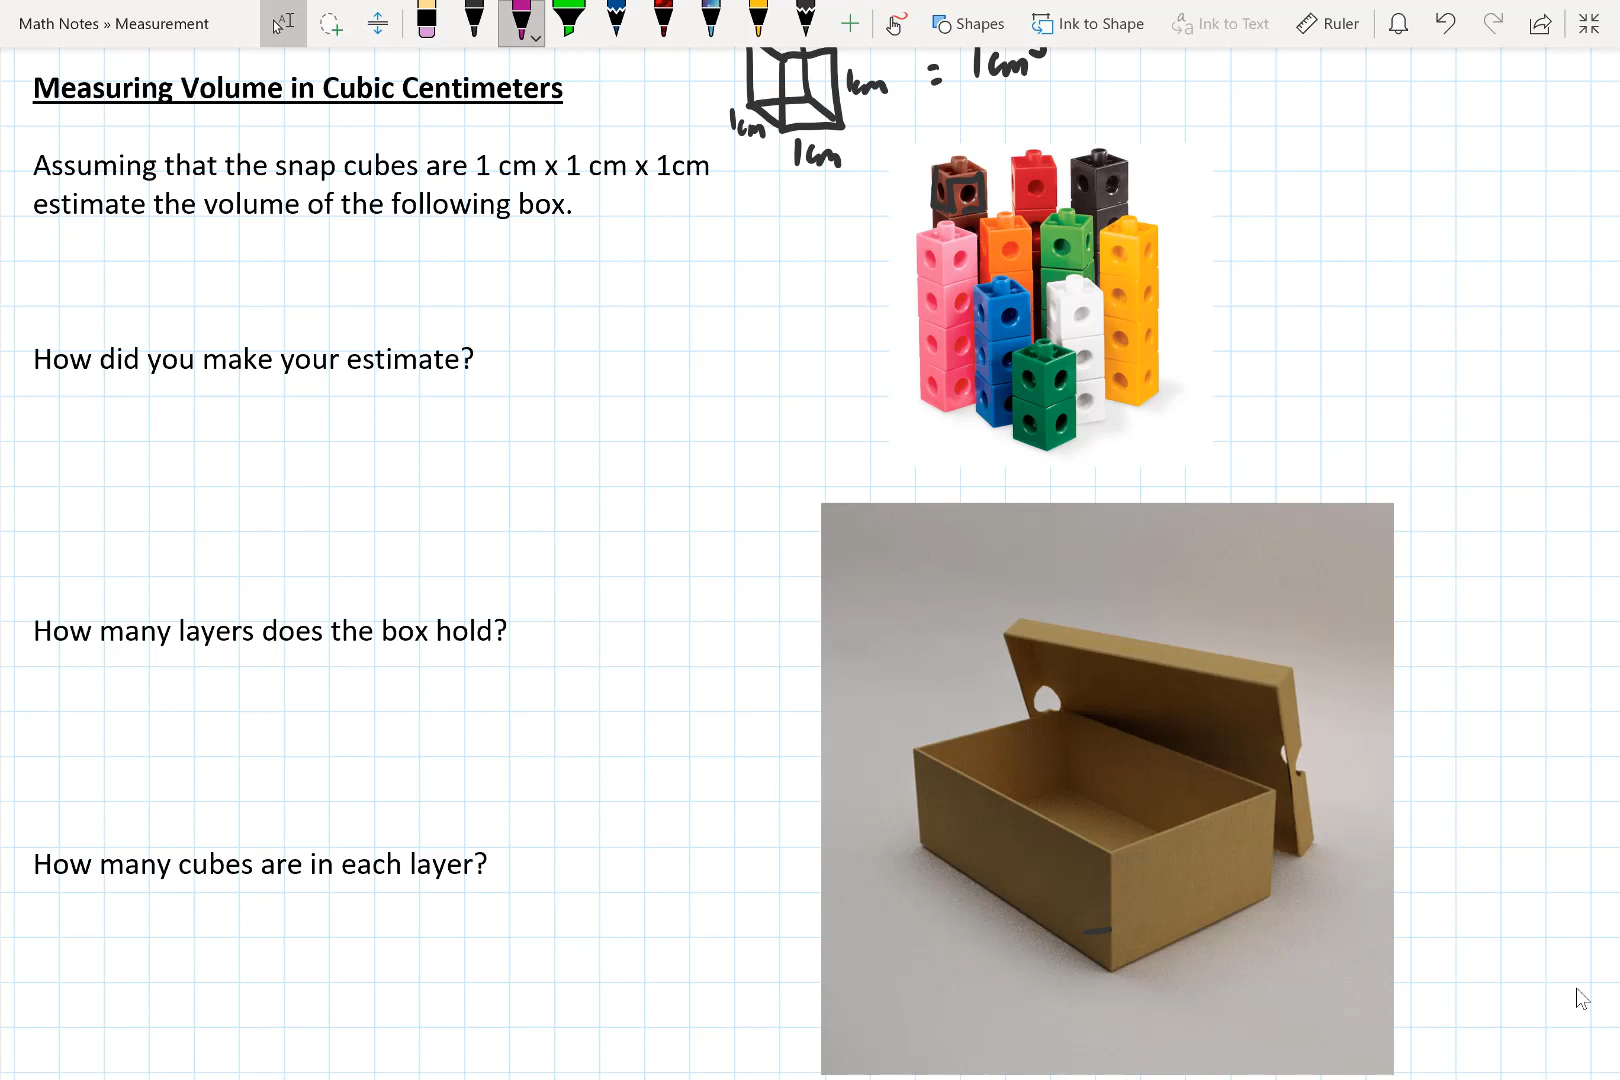 Math Notes » Measurement
Shapes
Ink to Shape
Ink to Text
Ruler
Measuring Volume in Cubic Centimeters
1cm
= 1cm³
1cm
1cm
Assuming that the snap cubes are 1 cm x 1 cm x 1cm
estimate the volume of the following box.
How did you make your estimate?
How many layers does the box hold?
How many cubes are in each layer?